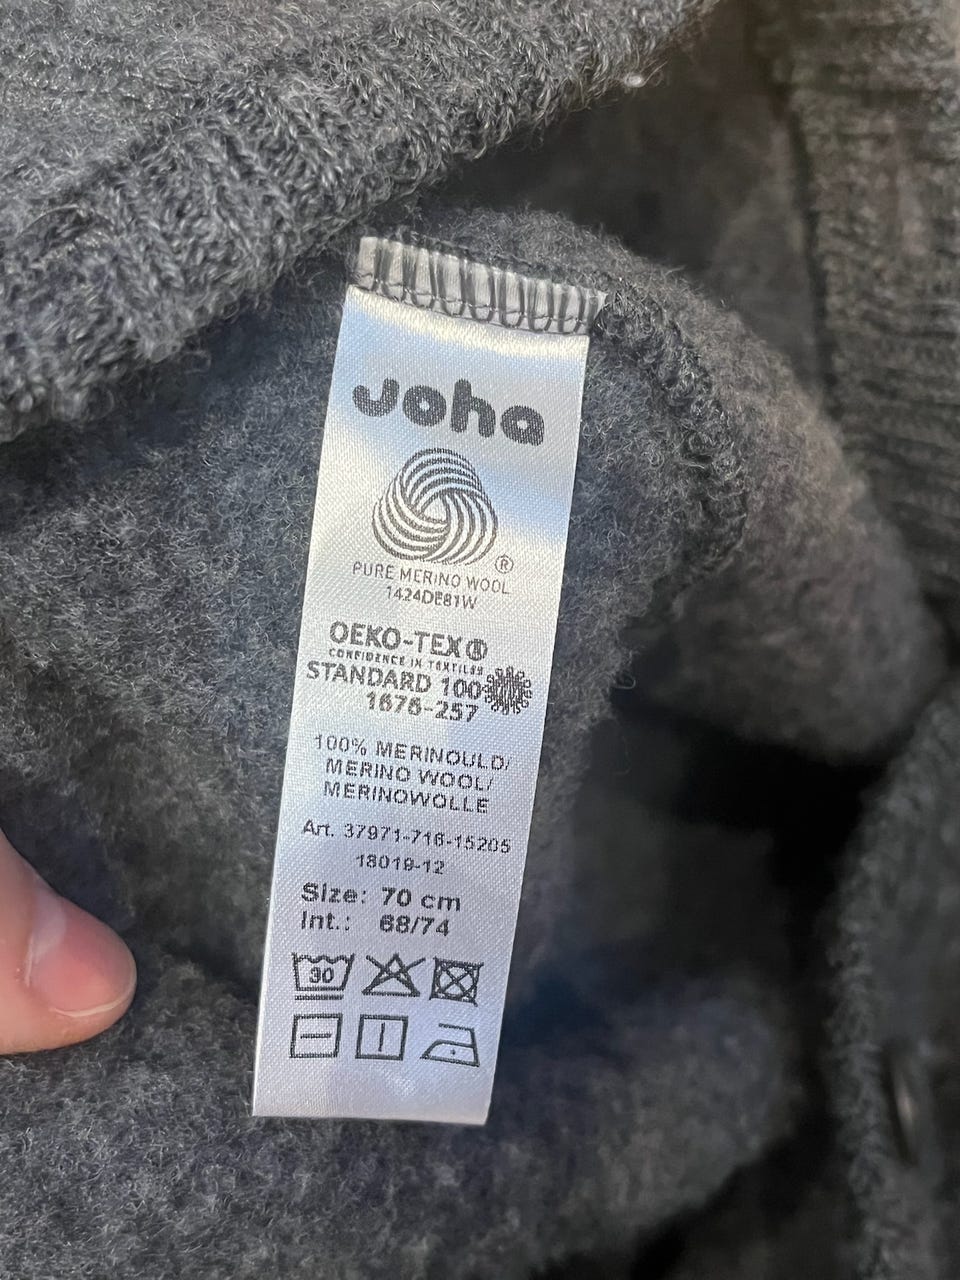 Joha
®
PURE MERINO WOOL
1424DE81W
OEKO-TEX®
CONFIDENCE IN TEXTILES
STANDARD 100
1676-257
100% MERINOULD/
MERINO WOOL/
MERINOWOLLE
Art. 37971-716-15205
18019-12
Size: 70 cm
Int.: 68/74
30